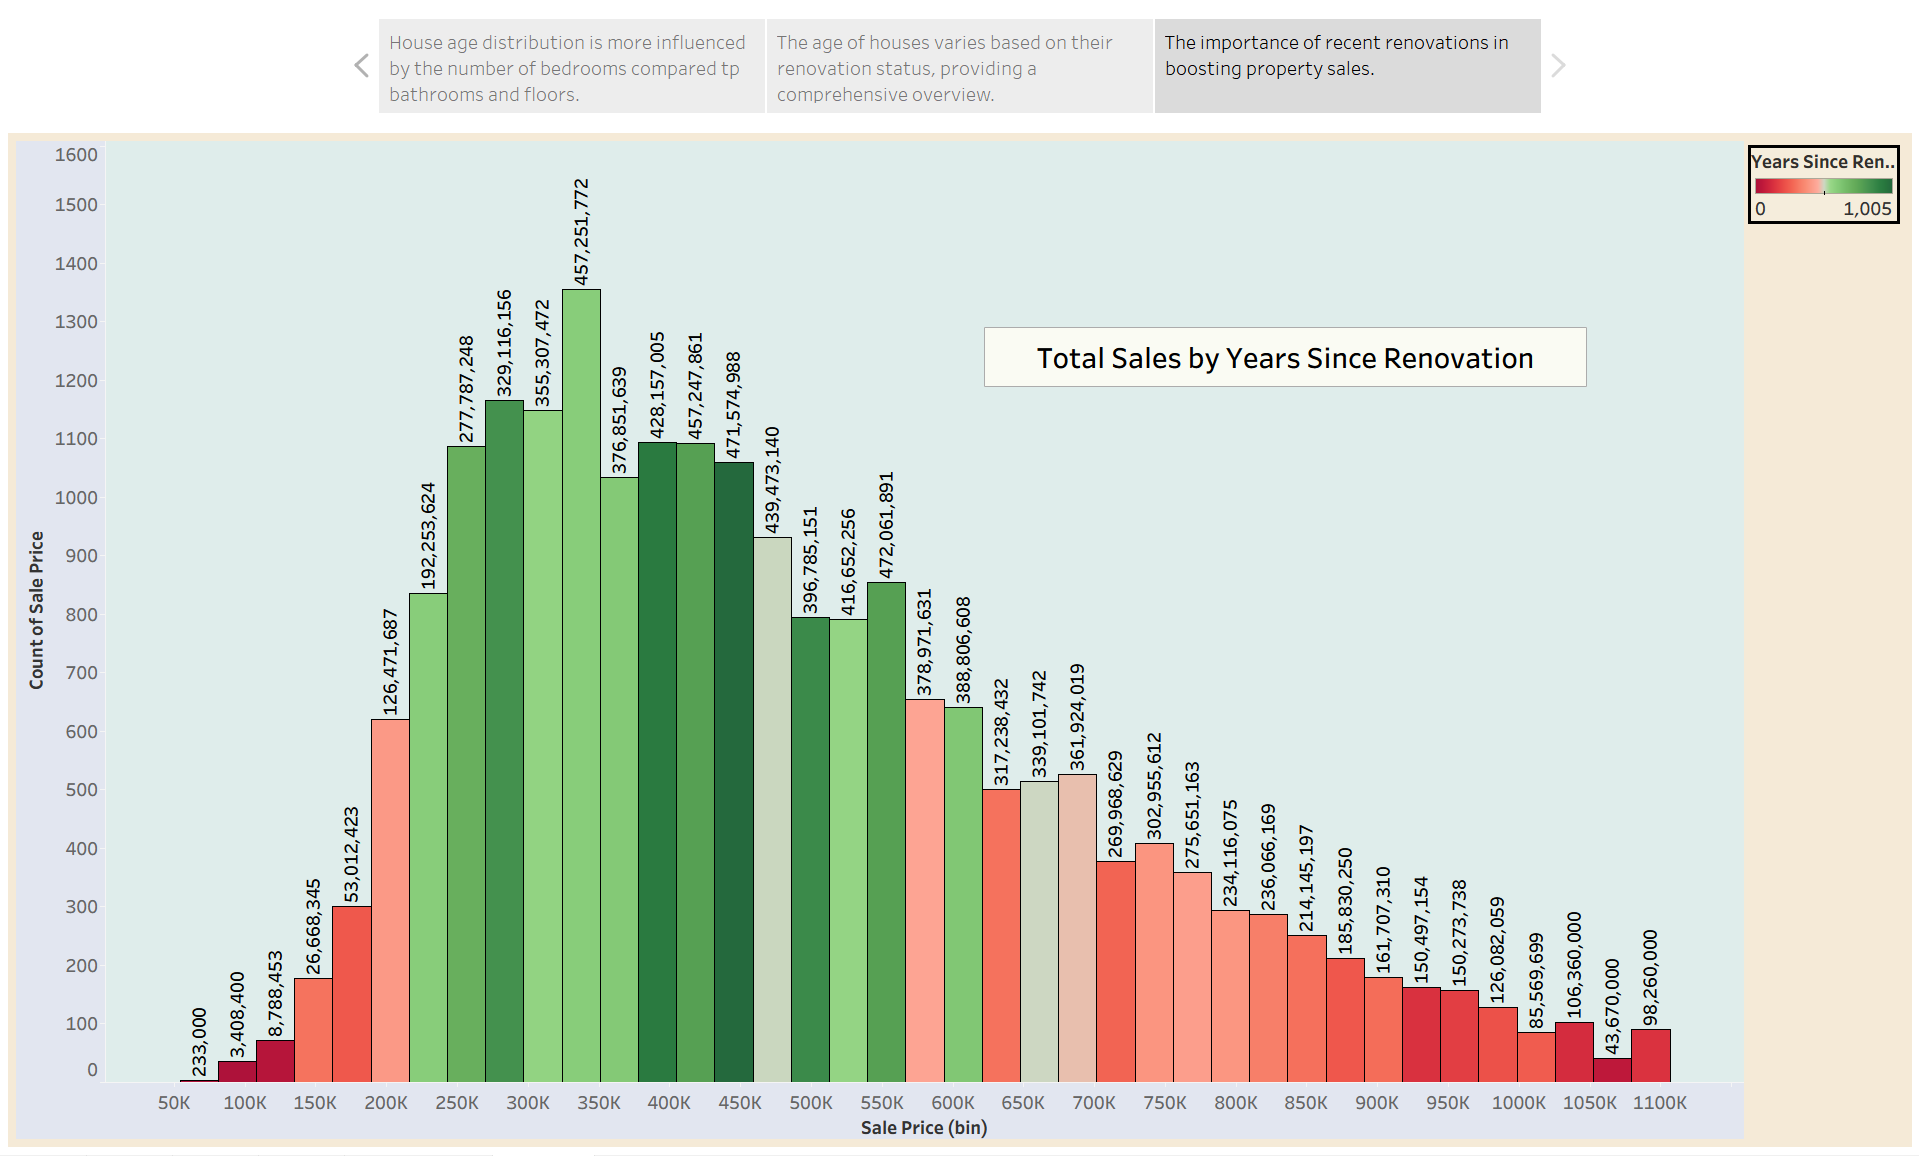 House age distribution is more influenced
by the number of bedrooms compared tp
bathrooms and floors.
The age of houses varies based on their
renovation status, providing a
comprehensive overview.
The importance of recent renovations in
boosting property sales.
Years Since Ren..
0
1,005
Total Sales by Years Since Renovation
Count of Sale Price
1600
1500
1400
1300
1200
1100
1000
900
800
700
600
500
400
300
200
100
0
233,000
3,408,400
8,788,453
26,668,345
53,012,423
126,471,687
192,253,624
277,787,248
329,116,156
355,307,472
457,251,772
376,851,639
428,157,005
457,247,861
471,574,988
439,473,140
396,785,151
416,652,256
472,061,891
378,971,631
388,806,608
317,238,432
339,101,742
361,924,019
269,968,629
302,955,612
275,651,163
234,116,075
236,066,169
214,145,197
185,830,250
161,707,310
150,497,154
150,273,738
126,082,059
85,569,699
106,360,000
43,670,000
98,260,000
50K
100K
150K
200K
250K
300K
350K
400K
450K
500K
550K
600K
650K
700K
750K
800K
850K
900K
950K
1000K
1050K
1100K
Sale Price (bin)